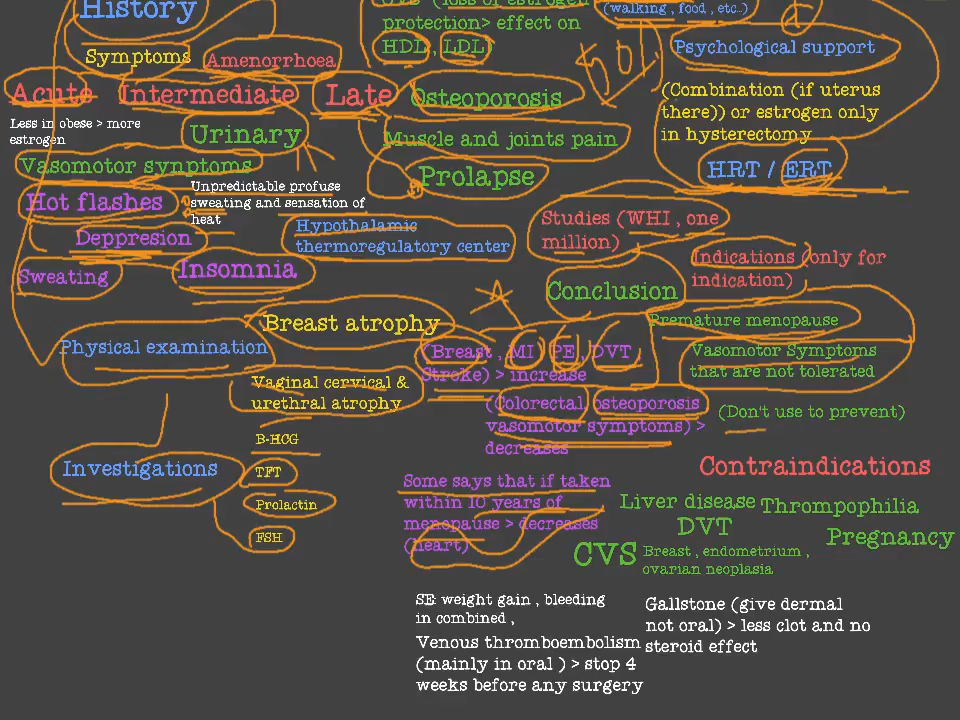 History
Symptoms
Amenorrhoea
Acute
Intermediate
Late
Less in obese > more
estrogen
Urinary
Vasomotor symptoms
Hot flashes
Unpredictable profuse
sweating and sensation of
heat
Deppresion
Hypothalamic
thermoregulatory center
Sweating
Insomnia
protection> effect on
HDL , LDL)
Osteoporosis
Muscle and joints pain
Prolapse
(walking , food , etc..)
Psychological support
(Combination (if uterus
there)) or estrogen only
in hysterectomy
HRT / ERT
Studies (WHI , one
million)
Indications (only for
indication)
Conclusion
Premature menopause
Vasomotor Symptoms
that are not tolerated
(Breast , MI , PE , DVT ,
Stroke) > increase
(Colorectal, osteoporosis
vasomotor symptoms) >
decreases
(Don't use to prevent)
Breast atrophy
Physical examination
Vaginal cervical &
urethral atrophy
Investigations
B-HCG
TFT
Prolactin
FSH
Some says that if taken
within 10 years of
menopause > decreases
(heart)
Contraindications
Liver disease
Thrompophilia
DVT
Pregnancy
CVS
Breast , endometrium ,
ovarian neoplasia
SE: weight gain , bleeding
in combined ,
Venous thromboembolism
(mainly in oral ) > stop 4
weeks before any surgery
Gallstone (give dermal
not oral) > less clot and no
steroid effect